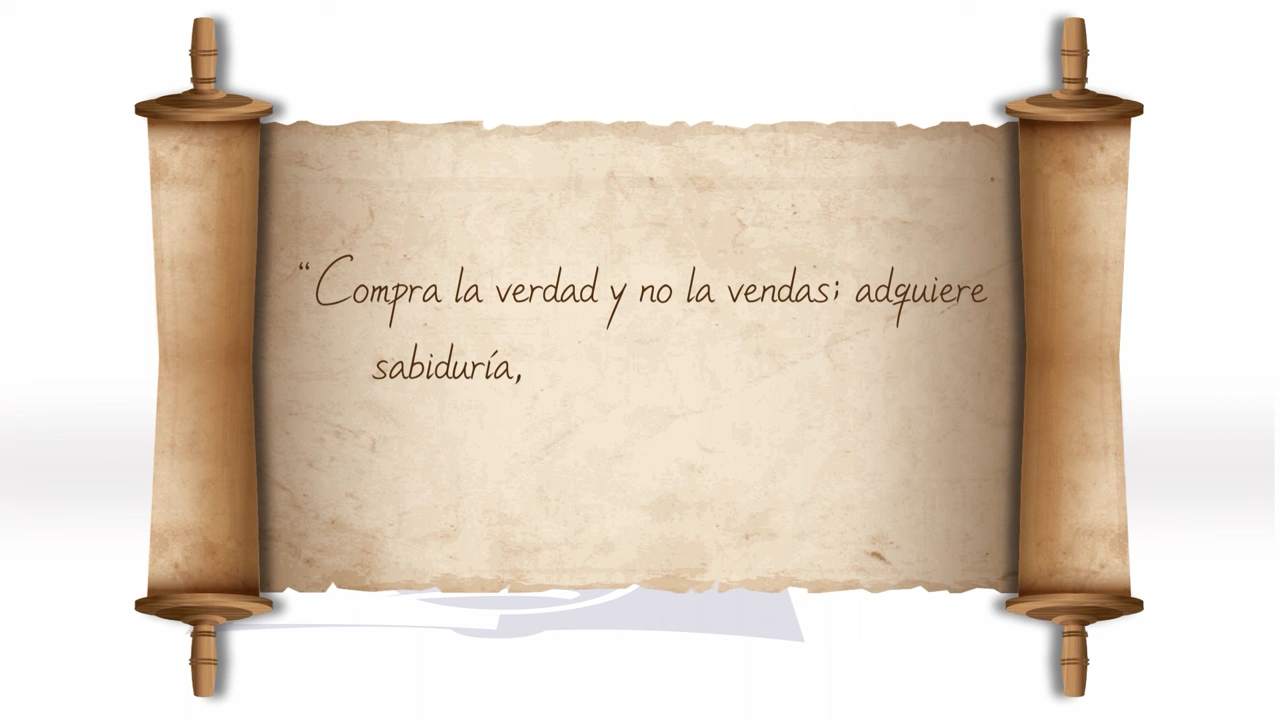 “Compra la verdad y no la vendas; adquiere
sabiduría,